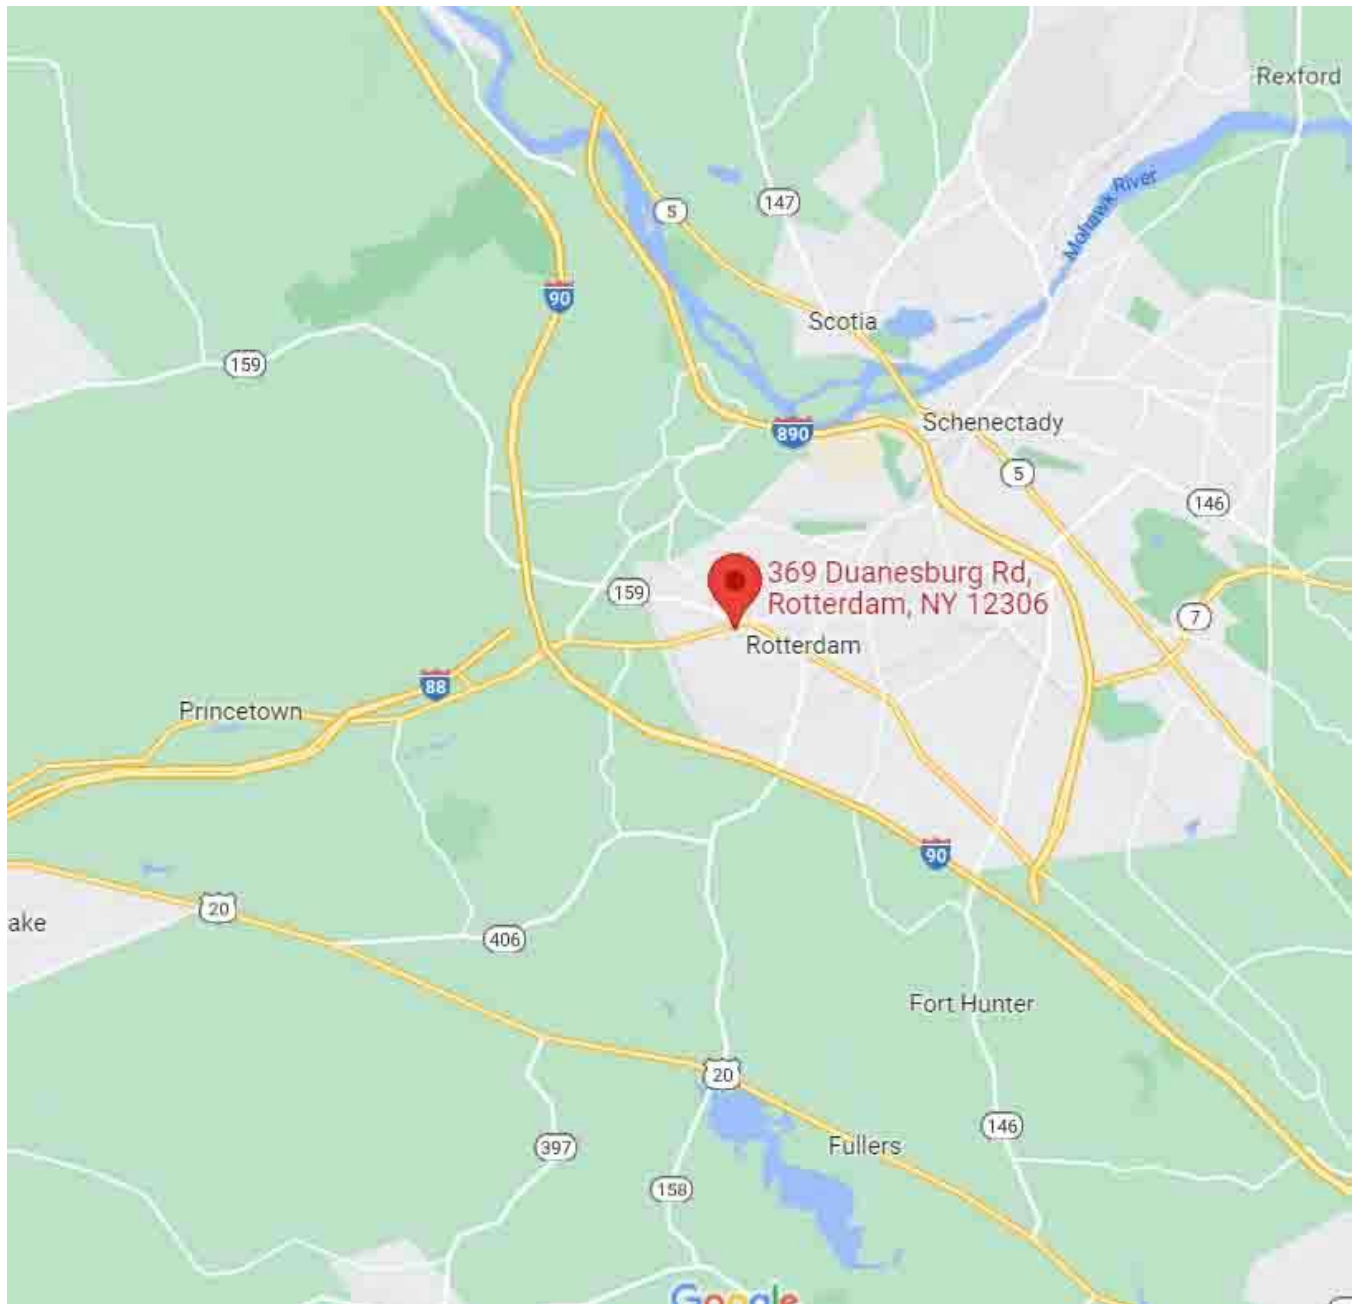 Rexford
Mohawk River
5
147
90
Scotia
159
Schenectady
890
5
146
369 Duanesburg Rd,
Rotterdam, NY 12306
159
7
Rotterdam
88
Princetown
90
20
ake
406
Fort Hunter
20
146
397
Fullers
158
Google